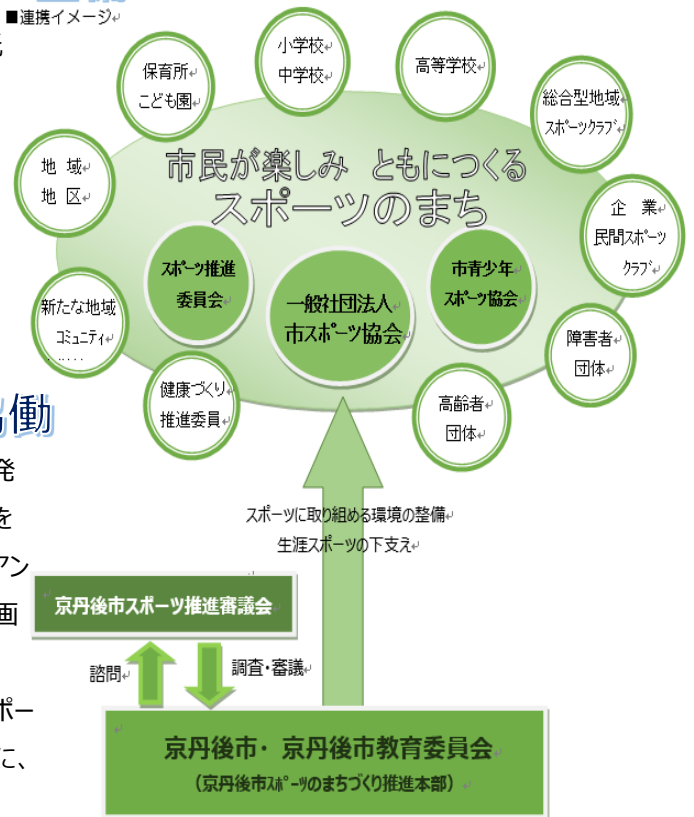 ■連携イメージ
小学校
中学校
高等学校
保育所
こども園
総合型地域
スポーツクラブ
地 域
地 区
市民が楽しみ ともにつくる
スポーツのまち
企 業
民間スポーツ
クラブ
スポーツ推進
委員会
一般社団法人
市スポーツ協会
市青少年
スポーツ協会
新たな地域
コミュニティ
障害者
団体
健康づくり
推進委員
高齢者
団体
働
発
を
アン
画
ポー
に、
スポーツに取り組める環境の整備
生涯スポーツの下支え
京丹後市スポーツ推進審議会
諮問
調査・審議
京丹後市・京丹後市教育委員会
(京丹後市スポーツのまちづくり推進本部)